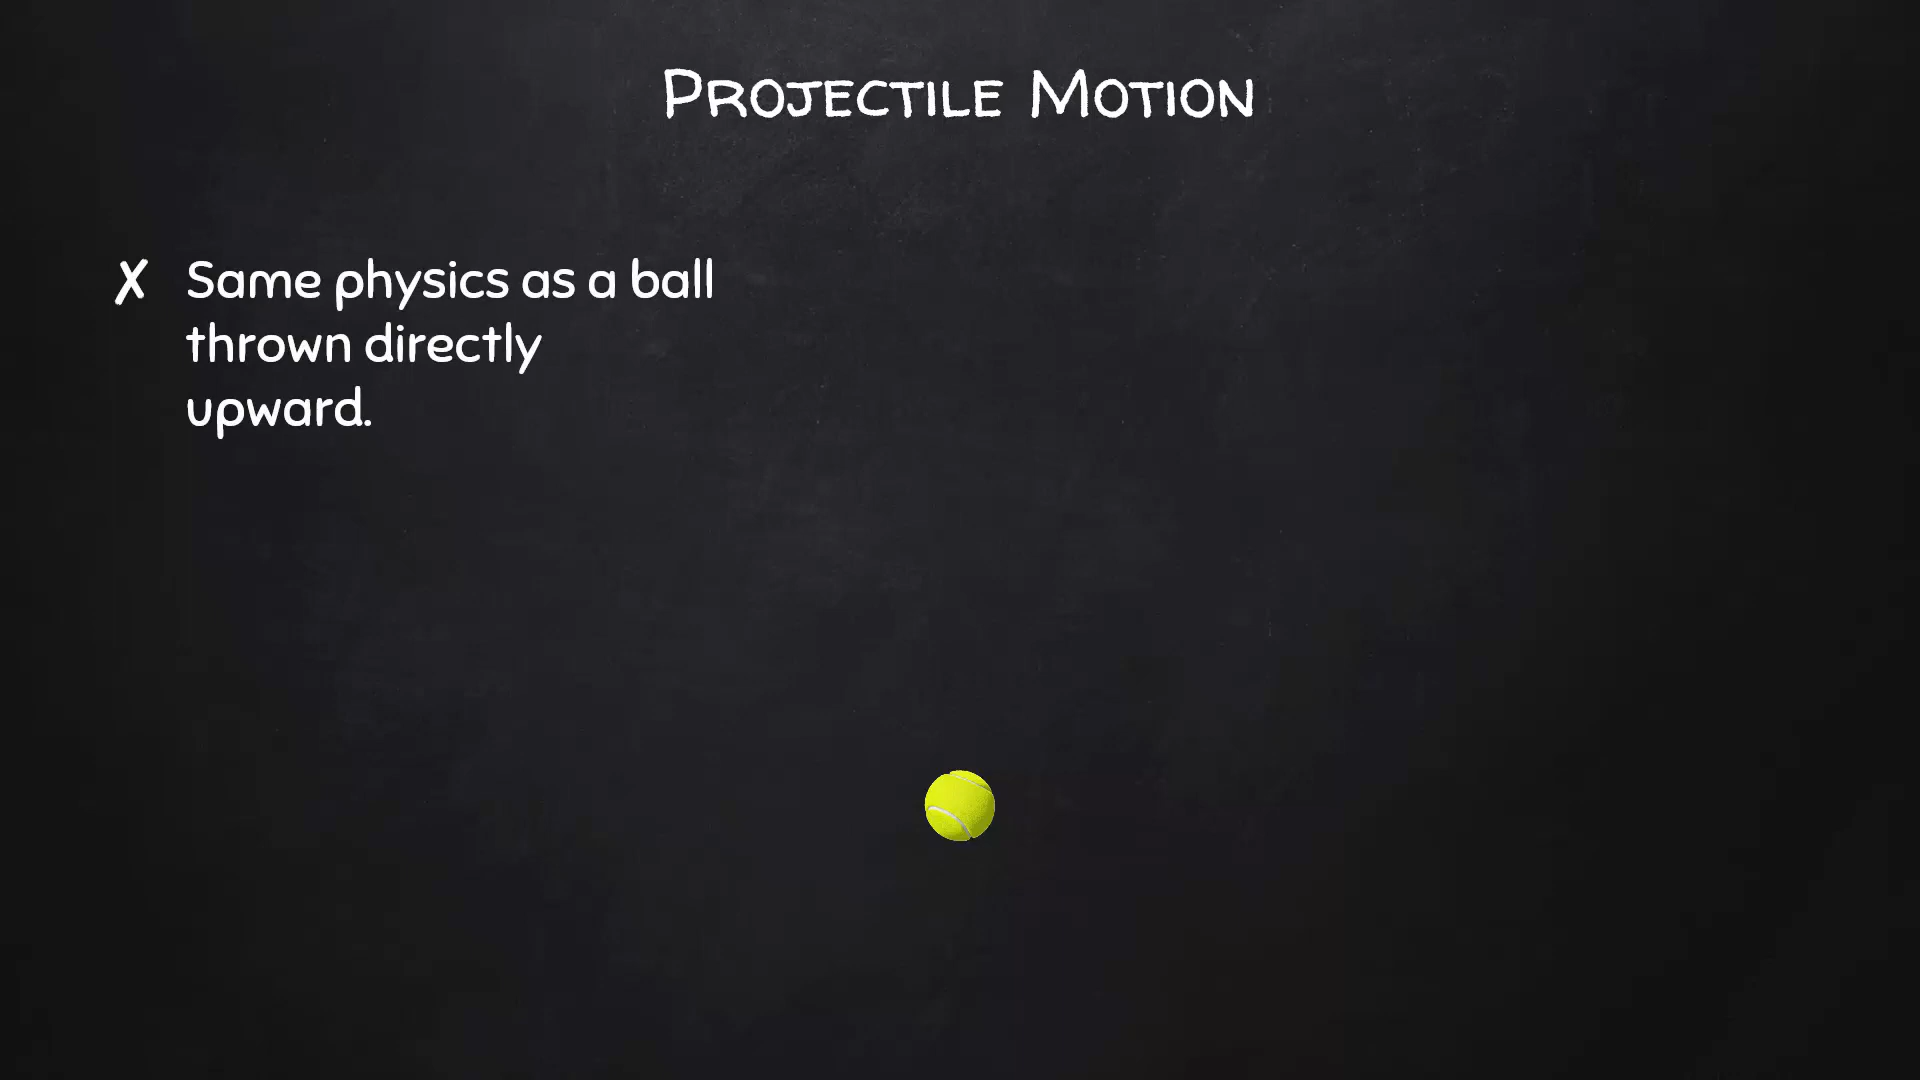 Projectile Motion
✗ Same physics as a ball
thrown directly
upward.